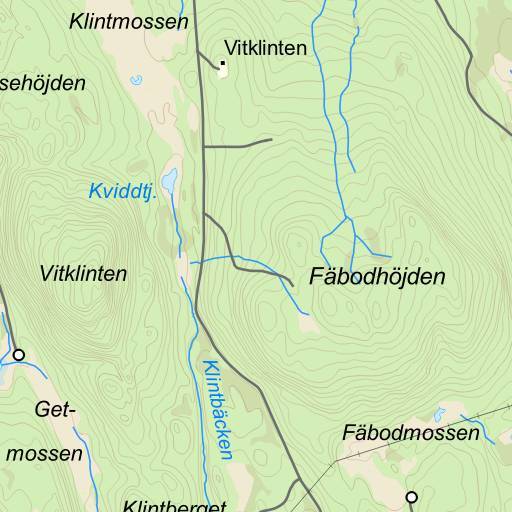 Klintmossen
Vitklinten
sehöjden
Kviddtj.
Vitklinten
Fäbodhöjden
Klintbäcken
Get-
mossen
Fäbodmossen
Klintberget